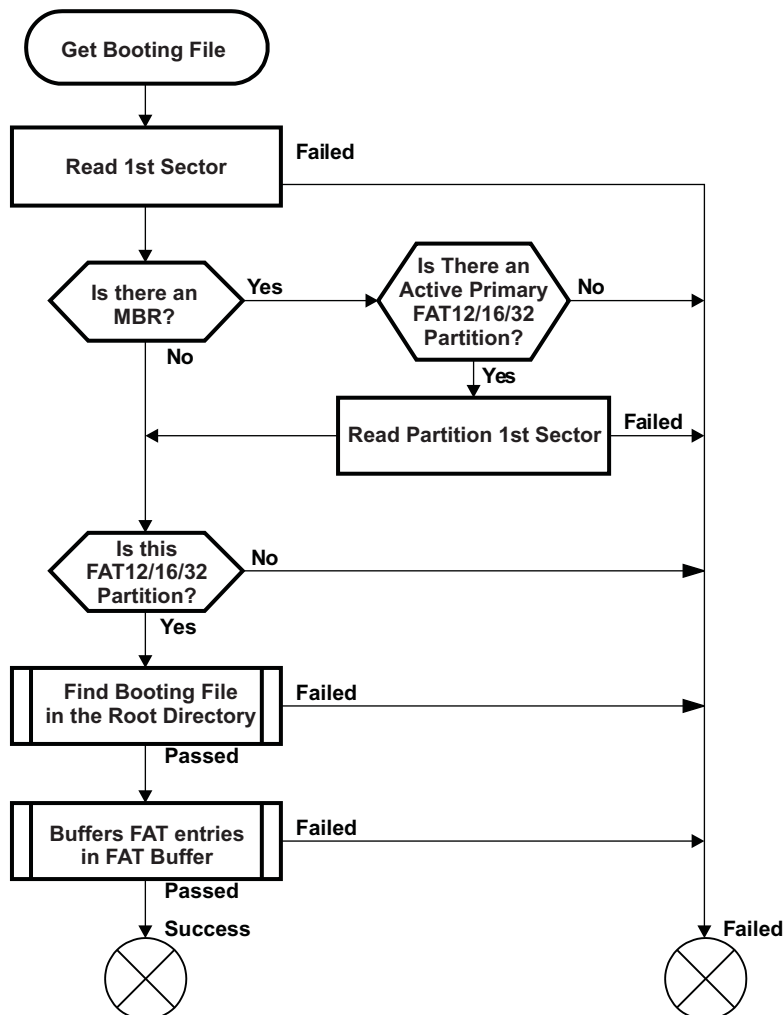 Get Booting File
Read 1st Sector
Failed
Is there an
MBR?
Yes
Is There an
Active Primary
FAT12/16/32
Partition?
No
No
Yes
Read Partition 1st Sector
Failed
Is this
FAT12/16/32
Partition?
No
Yes
Find Booting File
in the Root Directory
Failed
Passed
Buffers FAT entries
in FAT Buffer
Failed
Passed
Success
Failed